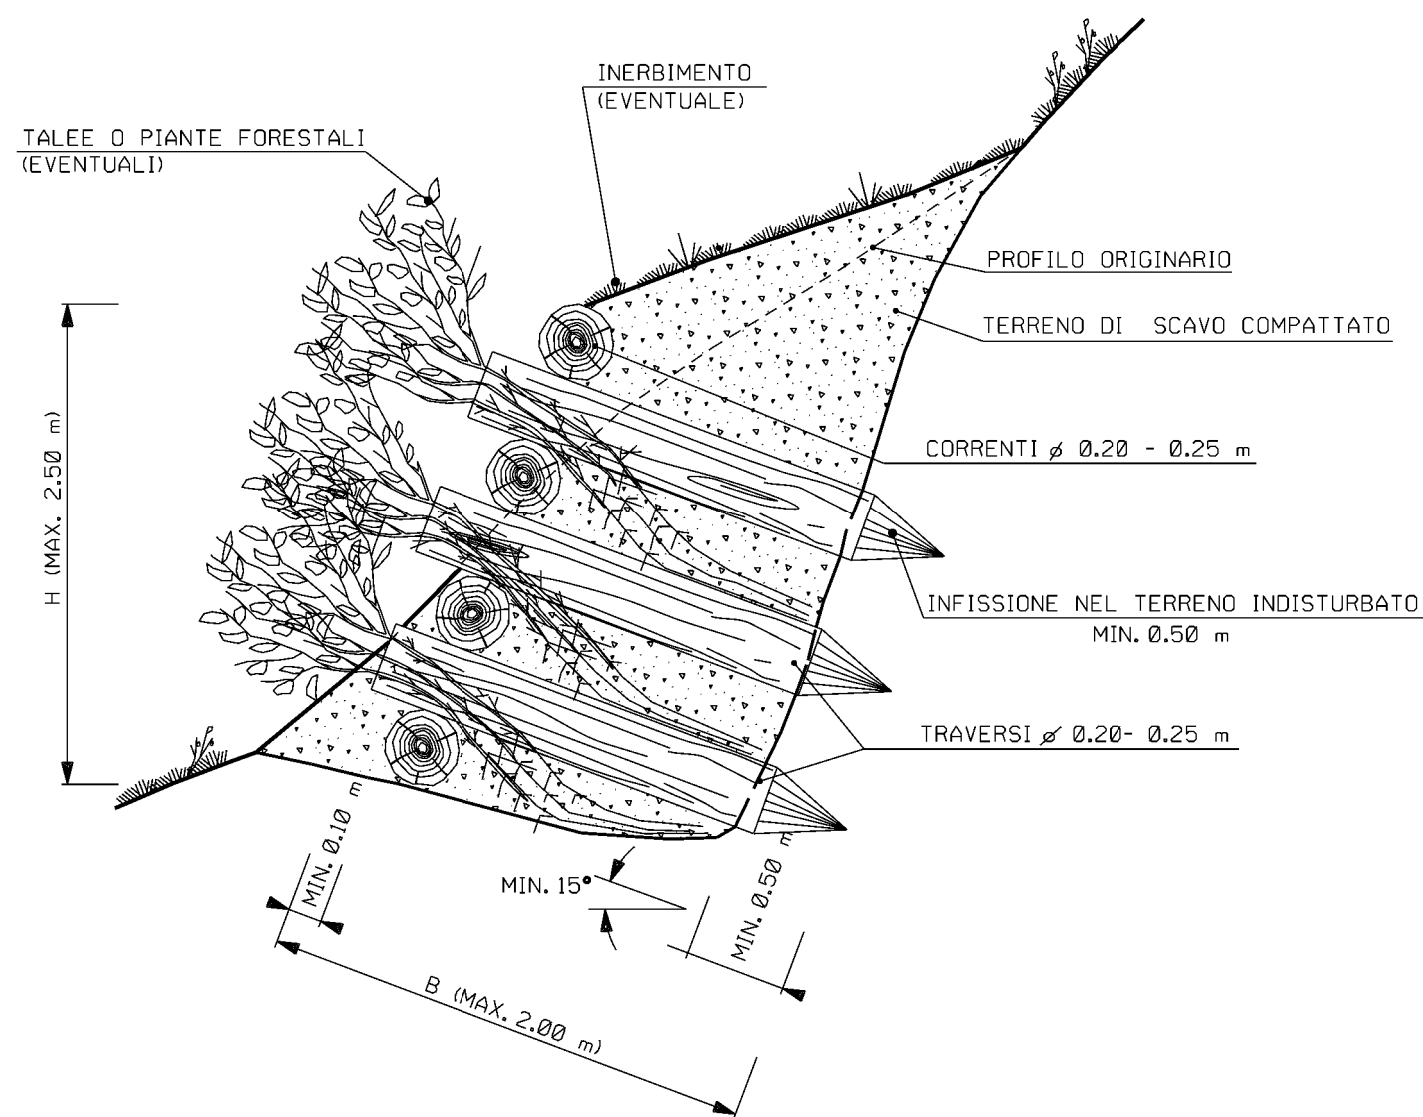 INERBIMENTO
(EVENTUALE)
TALEE O PIANTE FORESTALI
(EVENTUALI)
PROFILO ORIGINARIO
TERRENO DI SCAVO COMPATTATO
H (MAX. 2.50 m)
CORRENTI ø 0.20 - 0.25 m
INFISSIONE NEL TERRENO INDISTURBATO
MIN. 0.50 m
TRAVERSI ø 0.20- 0.25 m
MIN. 0.10 m
MIN. 15°
MIN. 0.50 m
B (MAX. 2.00 m)